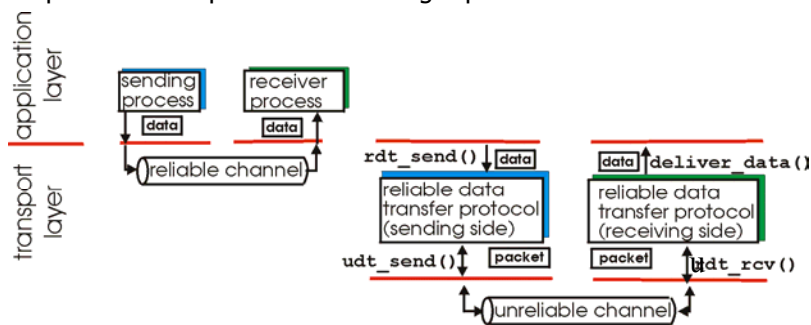 application
layer
transport
layer
sending
process
data
receiver
process
data
reliable channel
rdt_send()
data
data
deliver_data()
reliable data
transfer protocol
(sending side)
reliable data
transfer protocol
(receiving side)
udt_send()
packet
packet
udt_rcv()
unreliable channel